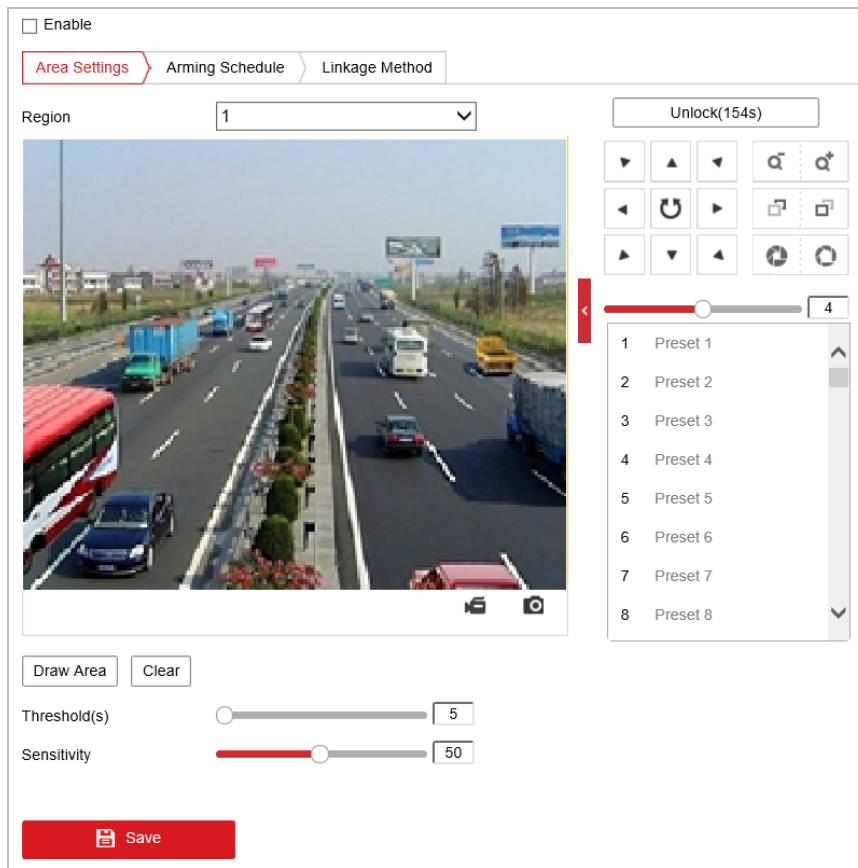 Enable
Area Settings
Arming Schedule
Linkage Method
Region
1
Unlock(154s)
4
1 Preset 1
2 Preset 2
3 Preset 3
4 Preset 4
5 Preset 5
6 Preset 6
7 Preset 7
8 Preset 8
Draw Area
Clear
Threshold(s)
5
Sensitivity
50
Save